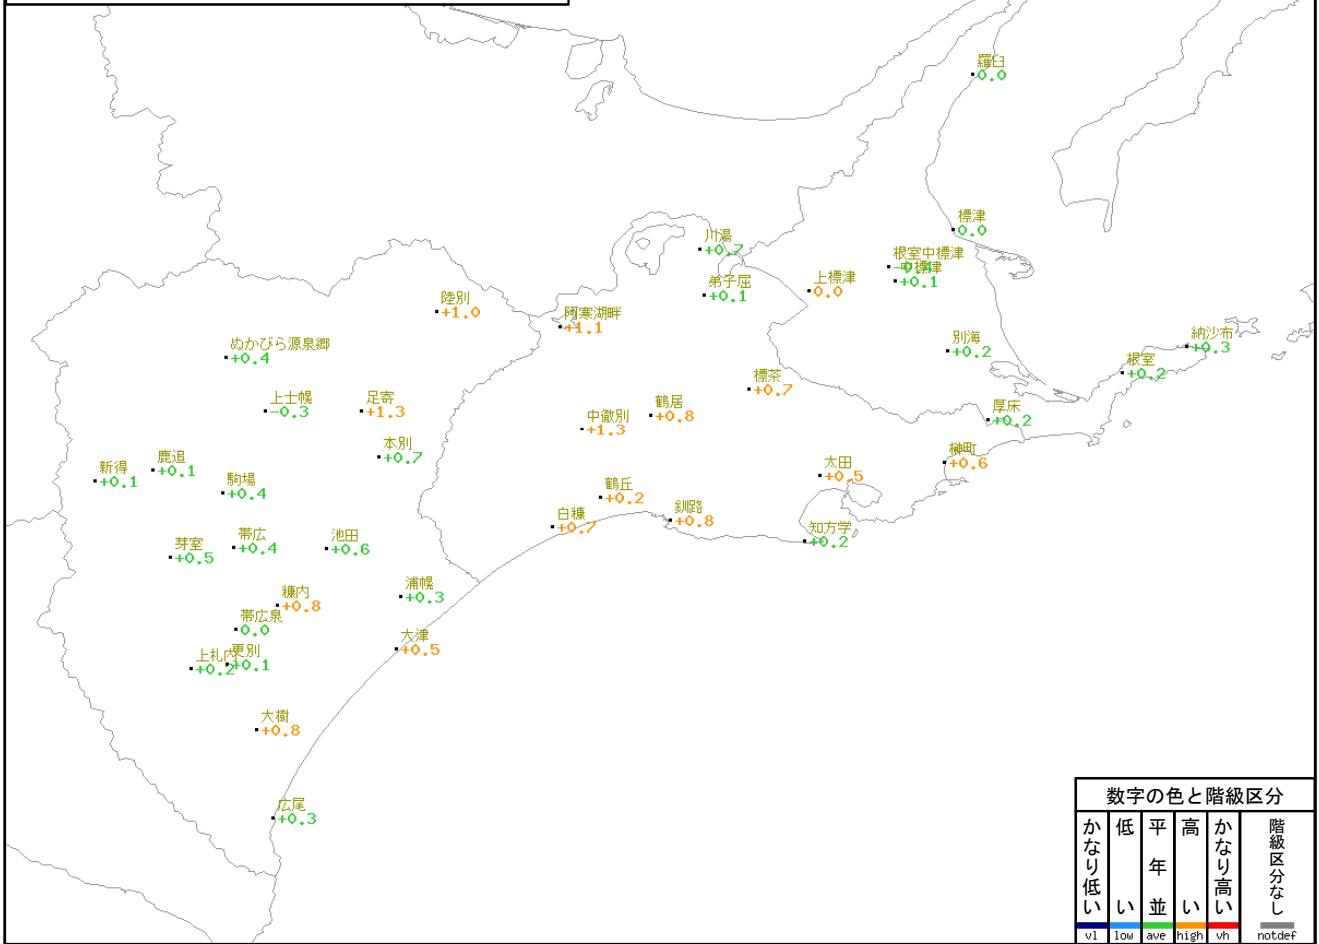 羅臼
0.0
標津
0.0
川湯
+0.7
根室中標津
中標津
+0.1
弟子屈
+0.1
上標津
0.0
陸別
+1.0
阿寒湖畔
+1.1
ぬかびら源泉郷
+0.4
別海
+0.2
納沙布
+0.3
根室
+0.2
標茶
+0.7
上士幌
-0.3
足寄
+1.3
鶴居
+0.8
中徹別
+1.3
厚床
+0.2
本別
+0.7
榊町
+0.6
鹿追
+0.1
新得
+0.1
太田
+0.5
駒場
+0.4
鶴丘
+0.2
白糠
+0.7
釧路
+0.8
知方学
+0.2
帯広
+0.4
池田
+0.6
芽室
+0.5
浦幌
+0.3
糠内
+0.8
帯広泉
0.0
大津
+0.5
上札内
+0.2
更別
+0.1
大樹
+0.8
広尾
+0.3
数字の色と階級区分
かなり低い
低い
平年並
高い
かなり高い
階級区分なし
vl
low
ave
high
vh
notdef